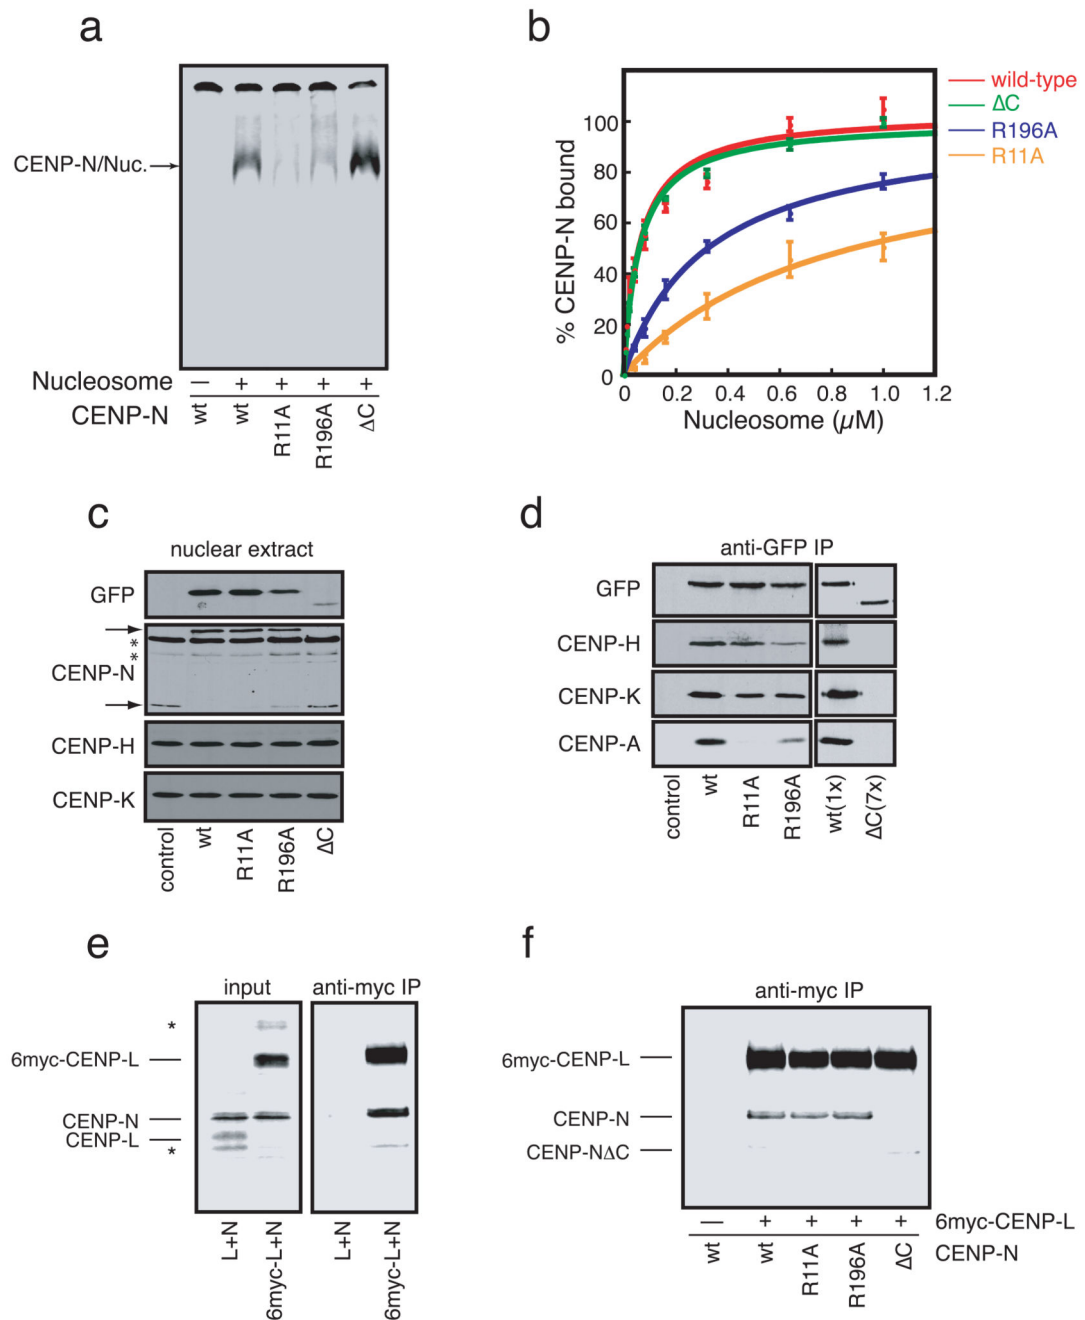 a
CENP-N/Nuc.
Nucleosome — + + + +
CENP-N wt wt R11A R196A ΔC
b
% CENP-N bound
100
80
60
40
20
0
0 0.2 0.4 0.6 0.8 1.0 1.2
Nucleosome (µM)
wild-type
ΔC
R196A
R11A
c
nuclear extract
GFP
*
*
CENP-N
CENP-H
CENP-K
control wt R11A R196A ΔC
d
anti-GFP IP
GFP
CENP-H
CENP-K
CENP-A
control wt R11A R196A wt(1x) ΔC(7x)
e
input anti-myc IP
*
6myc-CENP-L
CENP-N
CENP-L
*
L+N 6myc-L+N L+N 6myc-L+N
f
anti-myc IP
6myc-CENP-L
CENP-N
CENP-NΔC
— + + + + 6myc-CENP-L
wt wt R11A R196A ΔC CENP-N